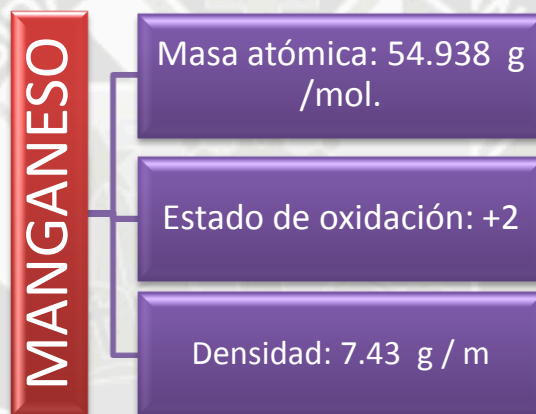 MANGANESO
Masa atómica: 54.938 g
/mol.
Estado de oxidación: +2
Densidad: 7.43 g / m